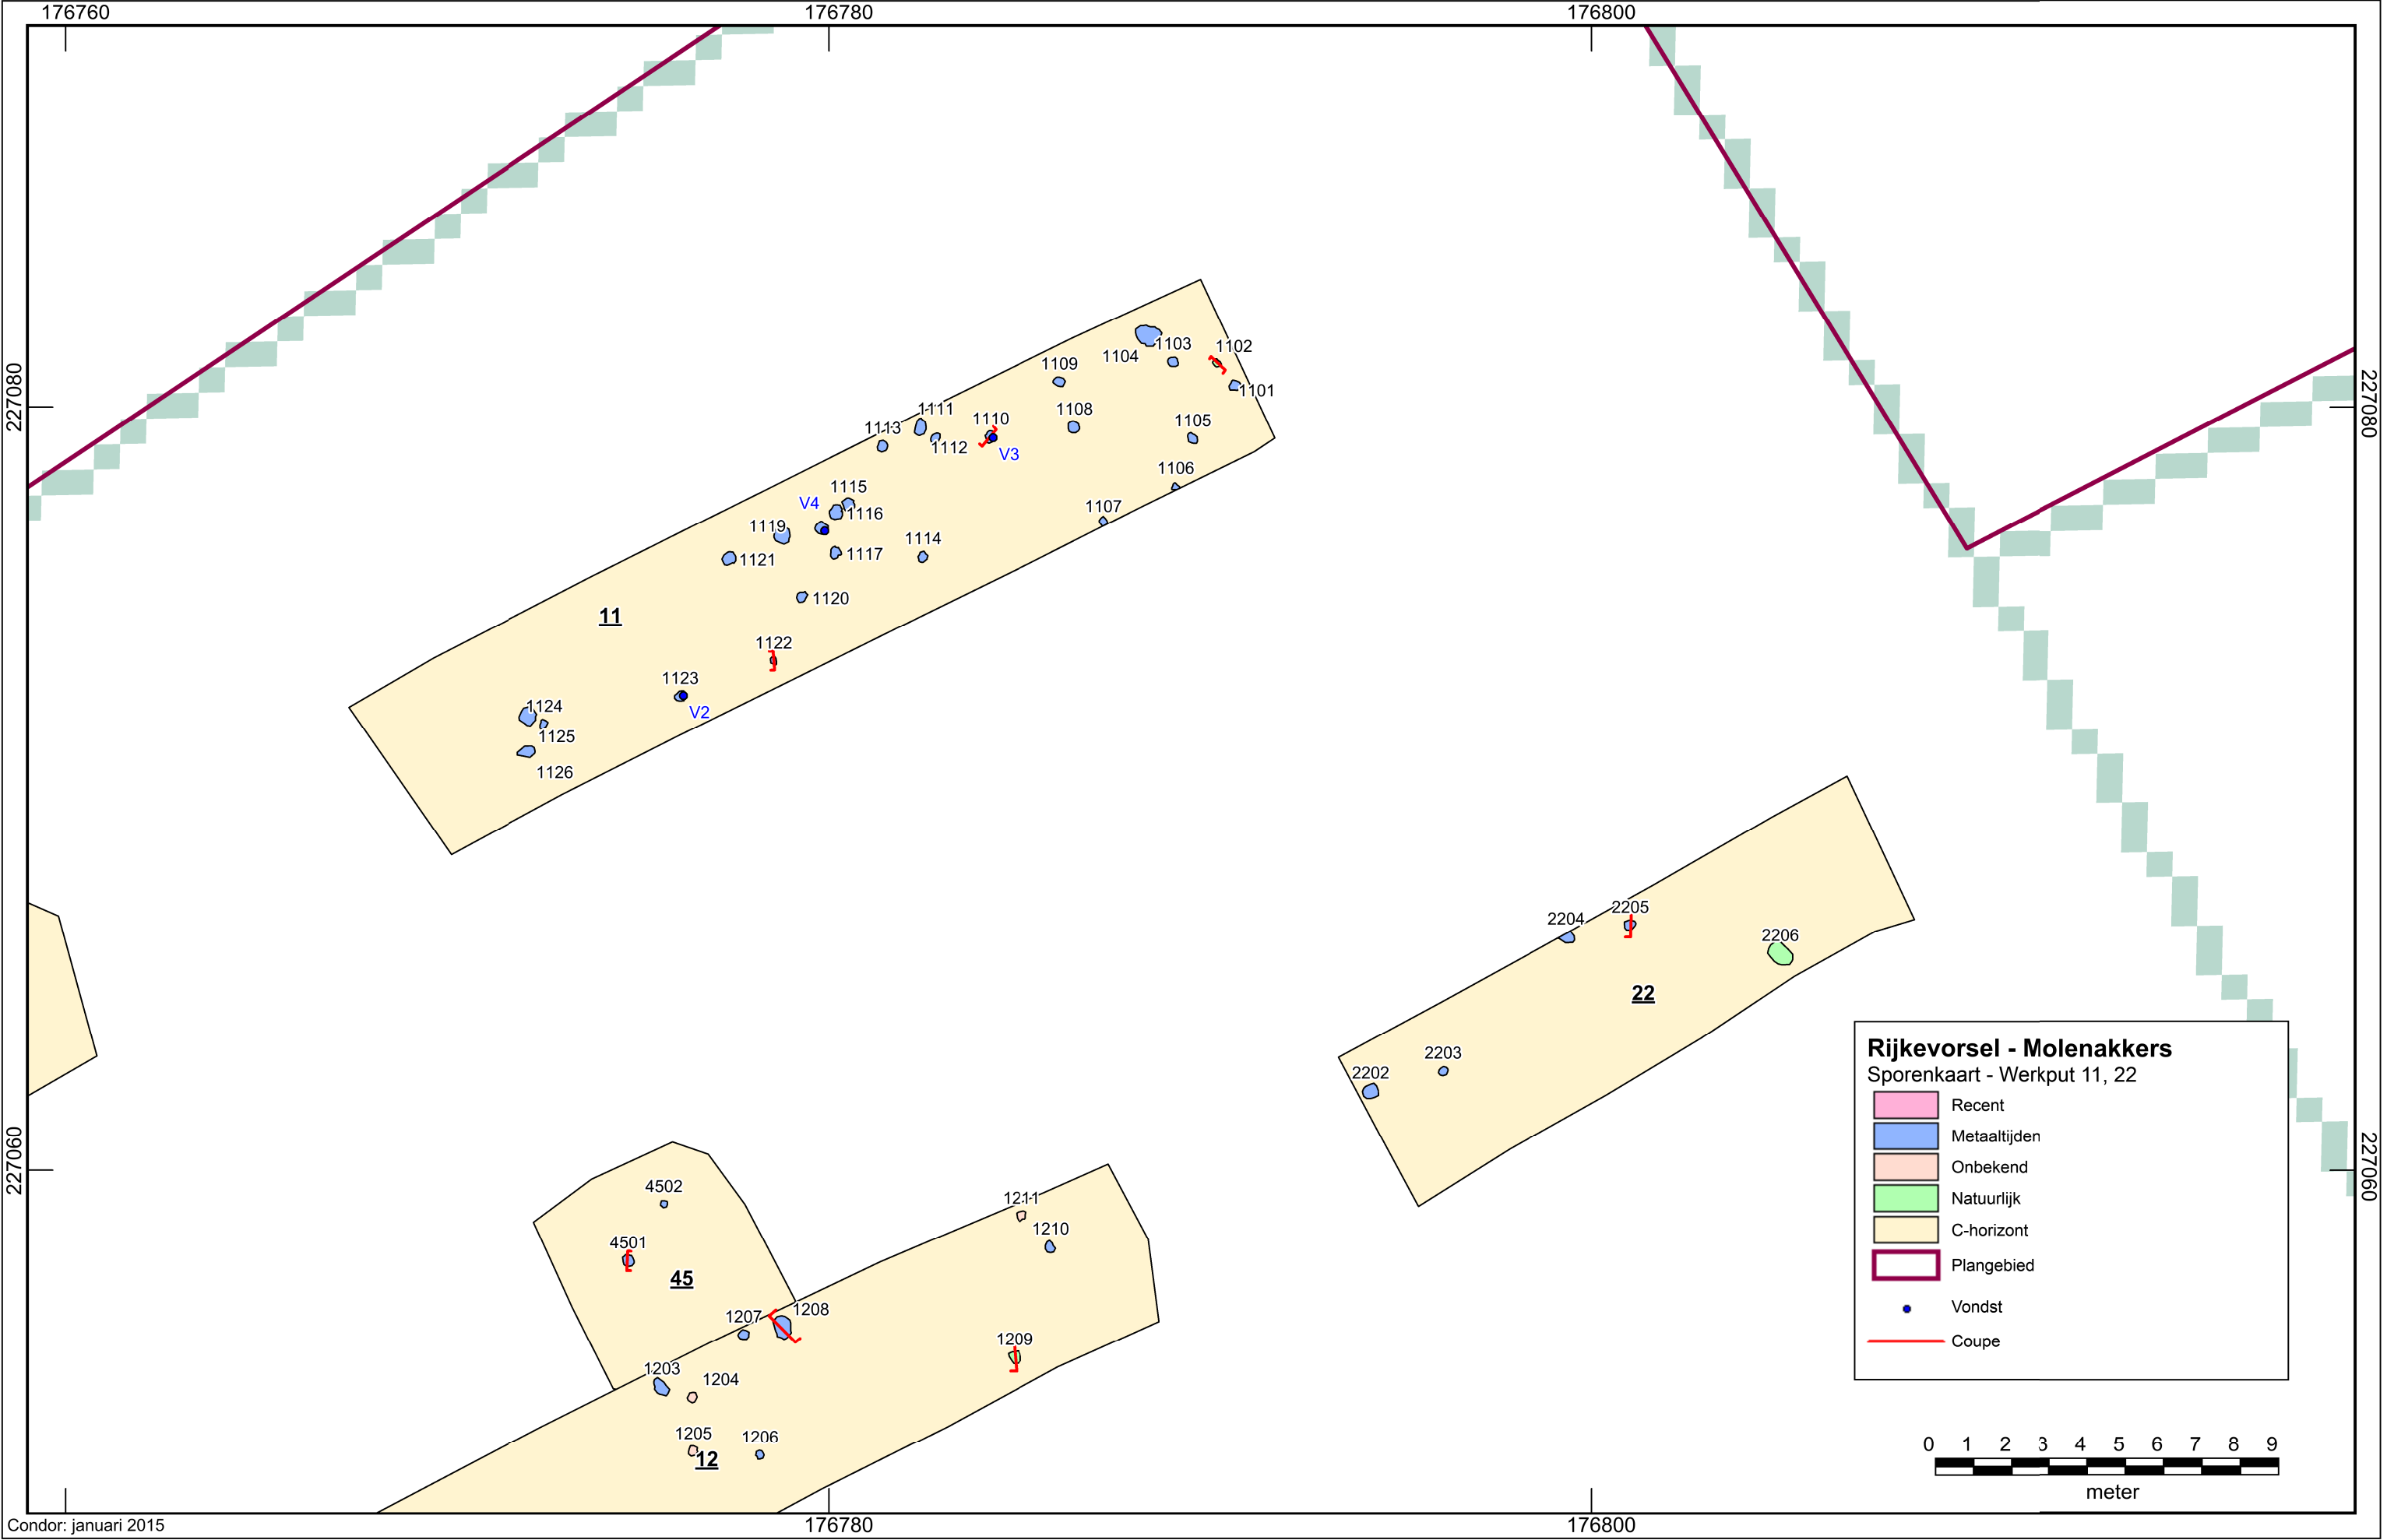 176760 176780 176800
227080 227080
1103 1102
1104
1109
1101
1111 1110 1108 1105
1113
1112 V3
1106
1115
V4 1107
1116
1119
1114
1121 1117
1120
11
1122
1123
1124 V2
1125
1126
2204 2205
2206
22
2203
2202
227060 227060
4502
1211
1210
4501
45
1207 1208
1209
1203
1204
1205 1206
12
Rijkevorsel - Molenakkers
Sporenkaart - Werkput 11, 22
Recent
Metaaltijden
Onbekend
Natuurlijk
C-horizont
Plangebied
Vondst
Coupe
0 1 2 3 4 5 6 7 8 9
meter
Condor: januari 2015
176780 176800